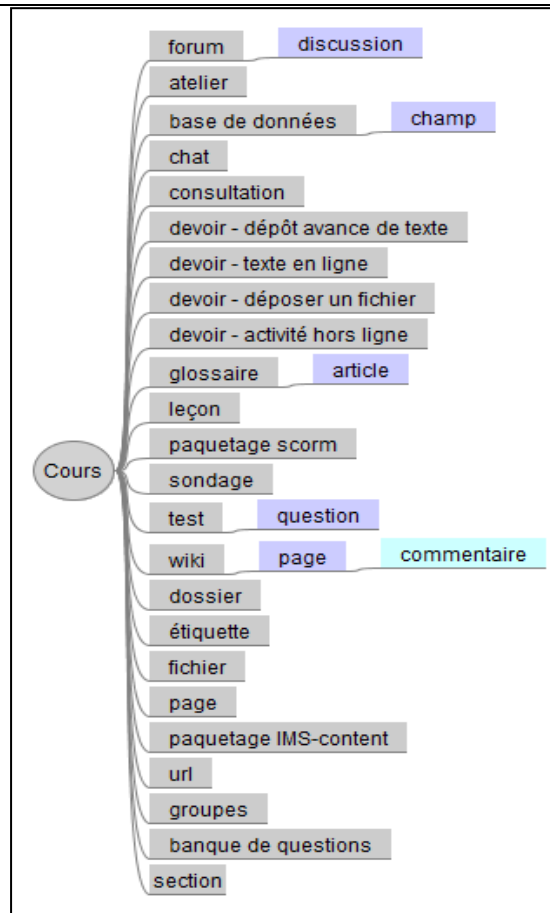 forum discussion
atelier
base de données champ
chat
consultation
devoir - dépôt avance de texte
devoir - texte en ligne
devoir - déposer un fichier
devoir - activité hors ligne
glossaire article
leçon
paquetage scorm
Cours
sondage
test question
wiki page commentaire
dossier
étiquette
fichier
page
paquetage IMS-content
url
groupes
banque de questions
section